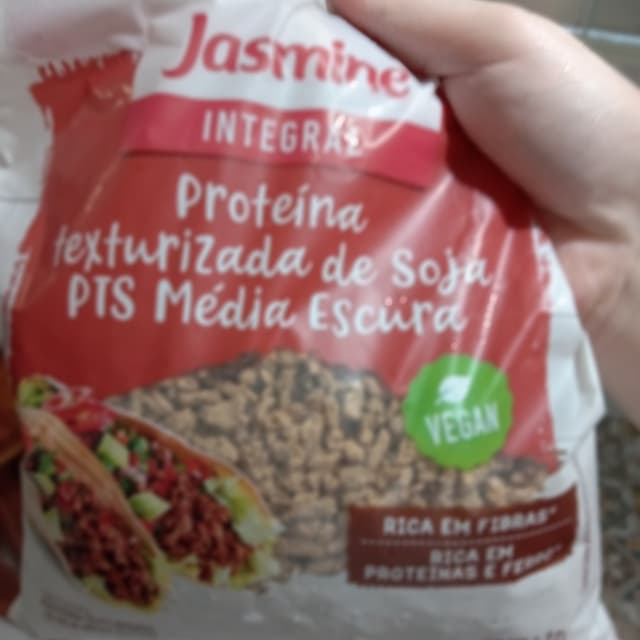 Jasmine
INTEGRAL
Proteína
texturizada de Soja
PTS Média Escura
VEGAN
RICA EM FIBRAS*
RICA EM
PROTEÍNAS E FERRO*